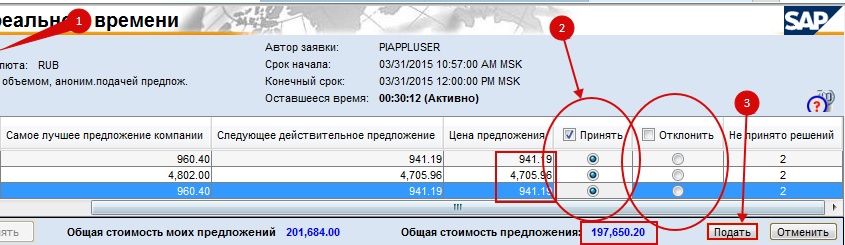 1
реальном времени
SAP
2
3
Автор заявки: PIAPPLUSER
люта: RUB
Срок начала: 03/31/2015 10:57:00 AM MSK
объемом, аноним.подачей предлож.
Конечный срок: 03/31/2015 12:00:00 PM MSK
Оставшееся время: 00:30:12 (Активно)
?
Самое лучшее предложение компании Следующее действительное предложение Цена предложения Принять Отклонить Не принято решений
960.40 941.19 941.19 2
4,802.00 4,705.96 4,705.96 2
960.40 941.19 941.19 2
ять Общая стоимость моих предложений 201,684.00 Общая стоимость предложения: 197,650.20 Подать Отменить